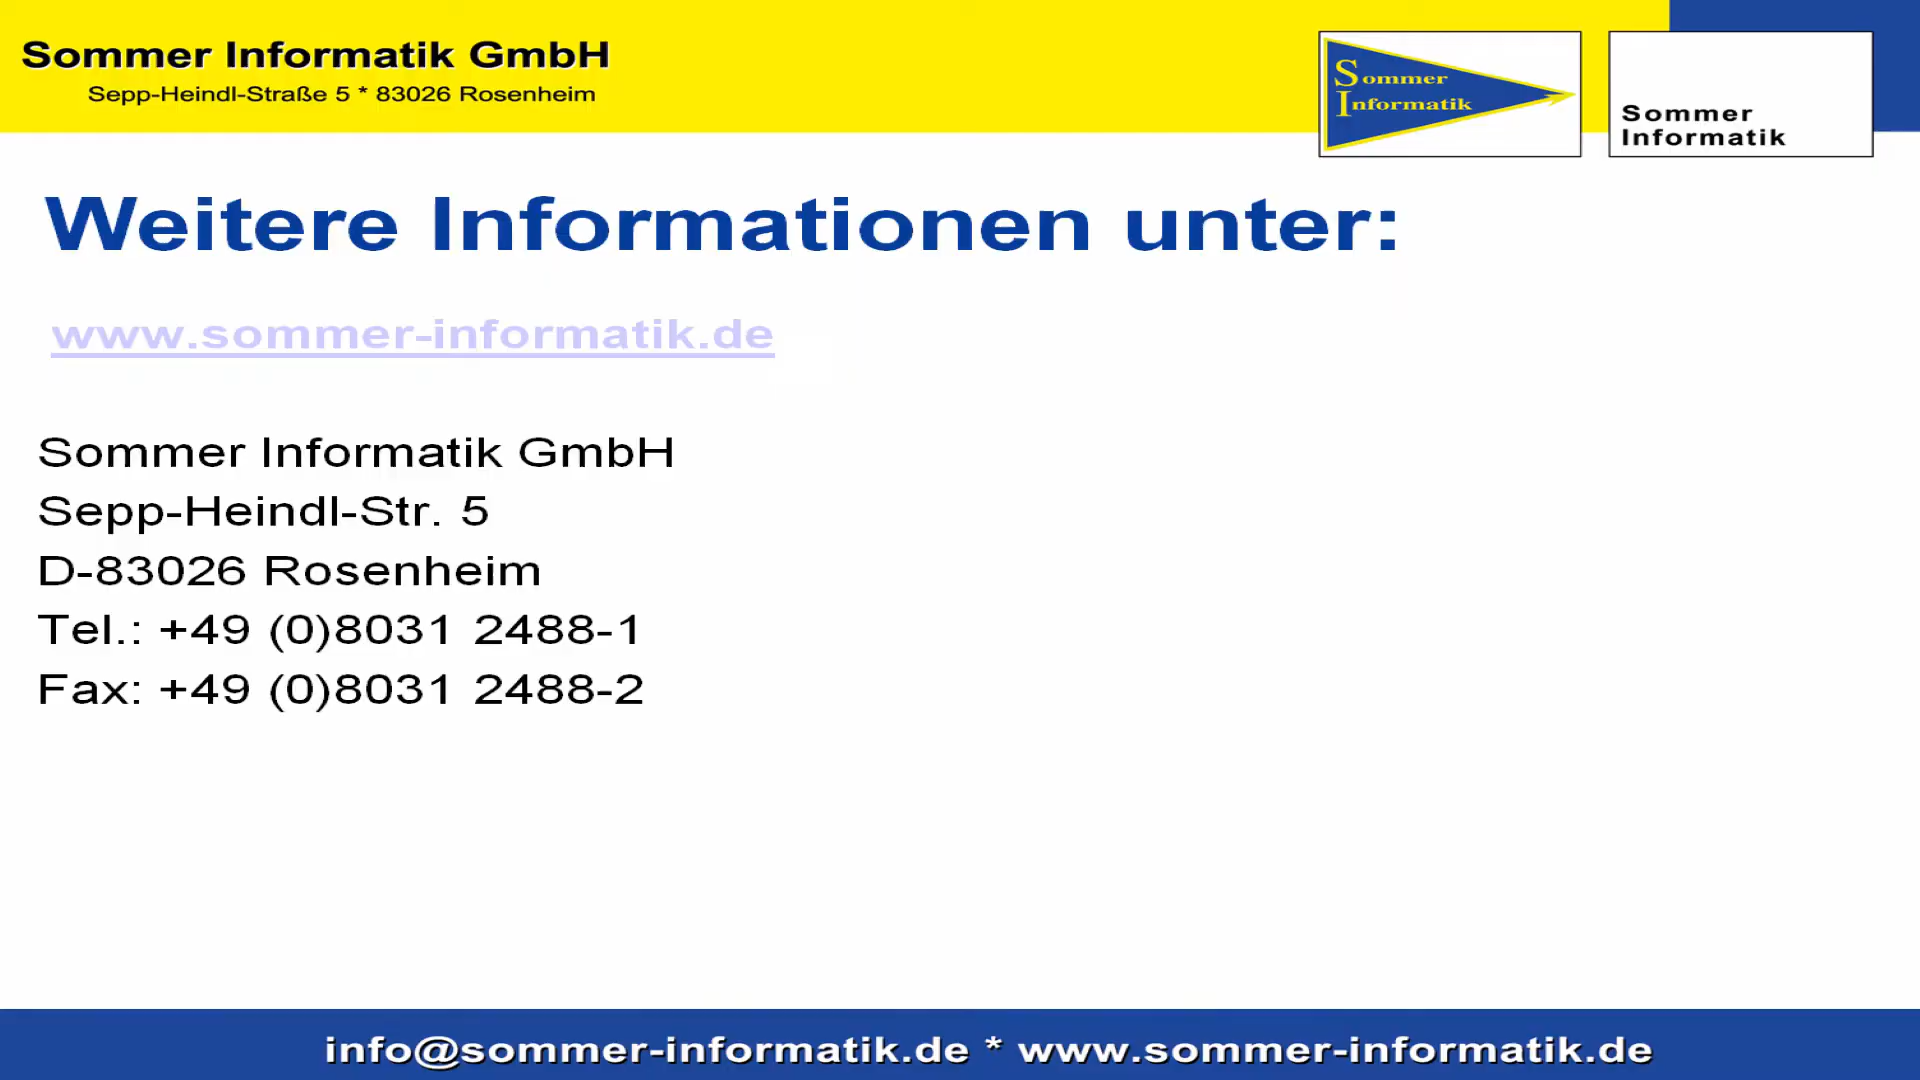 Sommer Informatik GmbH
Sepp-Heindl-Straße 5 * 83026 Rosenheim
Sommer
Informatik
Sommer
Informatik
Weitere Informationen unter:
www.sommer-informatik.de
Sommer Informatik GmbH
Sepp-Heindl-Str. 5
D-83026 Rosenheim
Tel.: +49 (0)8031 2488-1
Fax: +49 (0)8031 2488-2
info@sommer-informatik.de * www.sommer-informatik.de